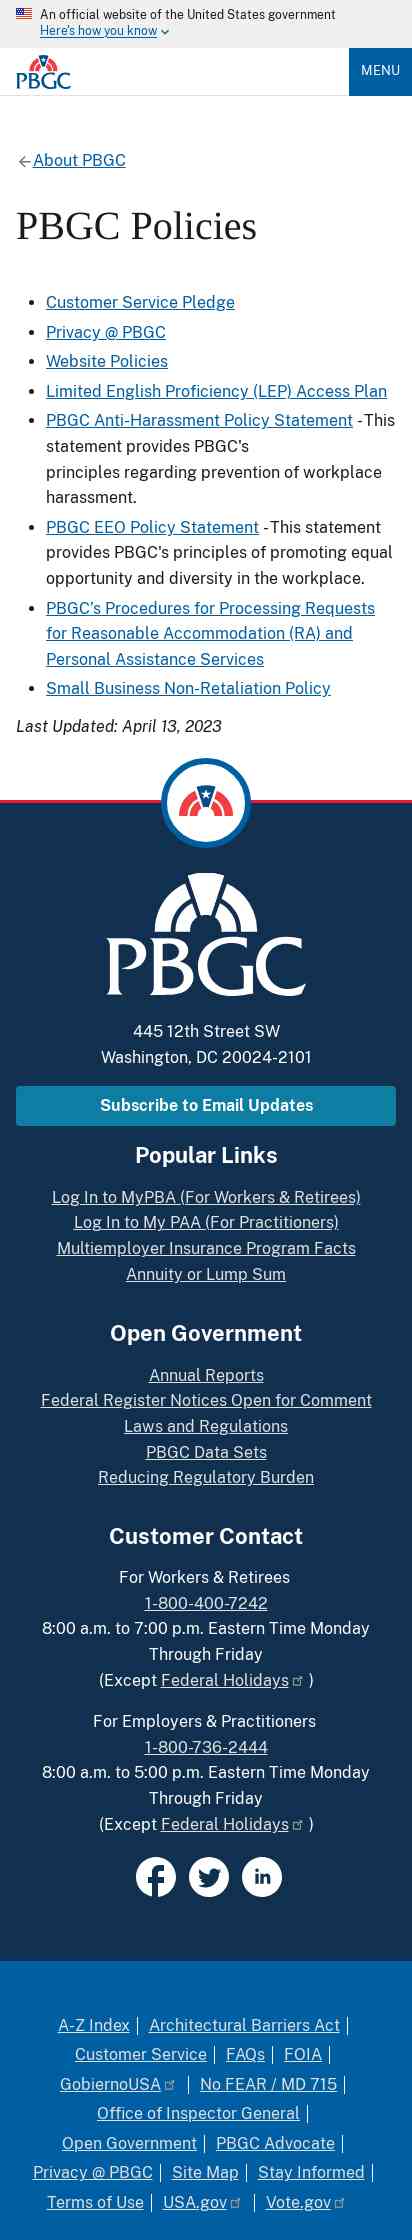 An official website of the United States government
Here's how you know
PBGC
MENU
About PBGC
PBGC Policies
Customer Service Pledge
Privacy @ PBGC
Website Policies
Limited English Proficiency (LEP) Access Plan
PBGC Anti-Harassment Policy Statement - This
statement provides PBGC's
principles regarding prevention of workplace
harassment.
PBGC EEO Policy Statement - This statement
provides PBGC's principles of promoting equal
opportunity and diversity in the workplace.
PBGC's Procedures for Processing Requests
for Reasonable Accommodation (RA) and
Personal Assistance Services
Small Business Non-Retaliation Policy
Last Updated: April 13, 2023
PBGC
445 12th Street SW
Washington, DC 20024-2101
Subscribe to Email Updates
Popular Links
Log In to MyPBA (For Workers & Retirees)
Log In to My PAA (For Practitioners)
Multiemployer Insurance Program Facts
Annuity or Lump Sum
Open Government
Annual Reports
Federal Register Notices Open for Comment
Laws and Regulations
PBGC Data Sets
Reducing Regulatory Burden
Customer Contact
For Workers & Retirees
1-800-400-7242
8:00 a.m. to 7:00 p.m. Eastern Time Monday
Through Friday
(Except Federal Holidays )
For Employers & Practitioners
1-800-736-2444
8:00 a.m. to 5:00 p.m. Eastern Time Monday
Through Friday
(Except Federal Holidays )
A-Z Index | Architectural Barriers Act |
Customer Service | FAQs | FOIA |
GobiernoUSA | No FEAR / MD 715 |
Office of Inspector General |
Open Government | PBGC Advocate |
Privacy @ PBGC | Site Map | Stay Informed |
Terms of Use | USA.gov | Vote.gov